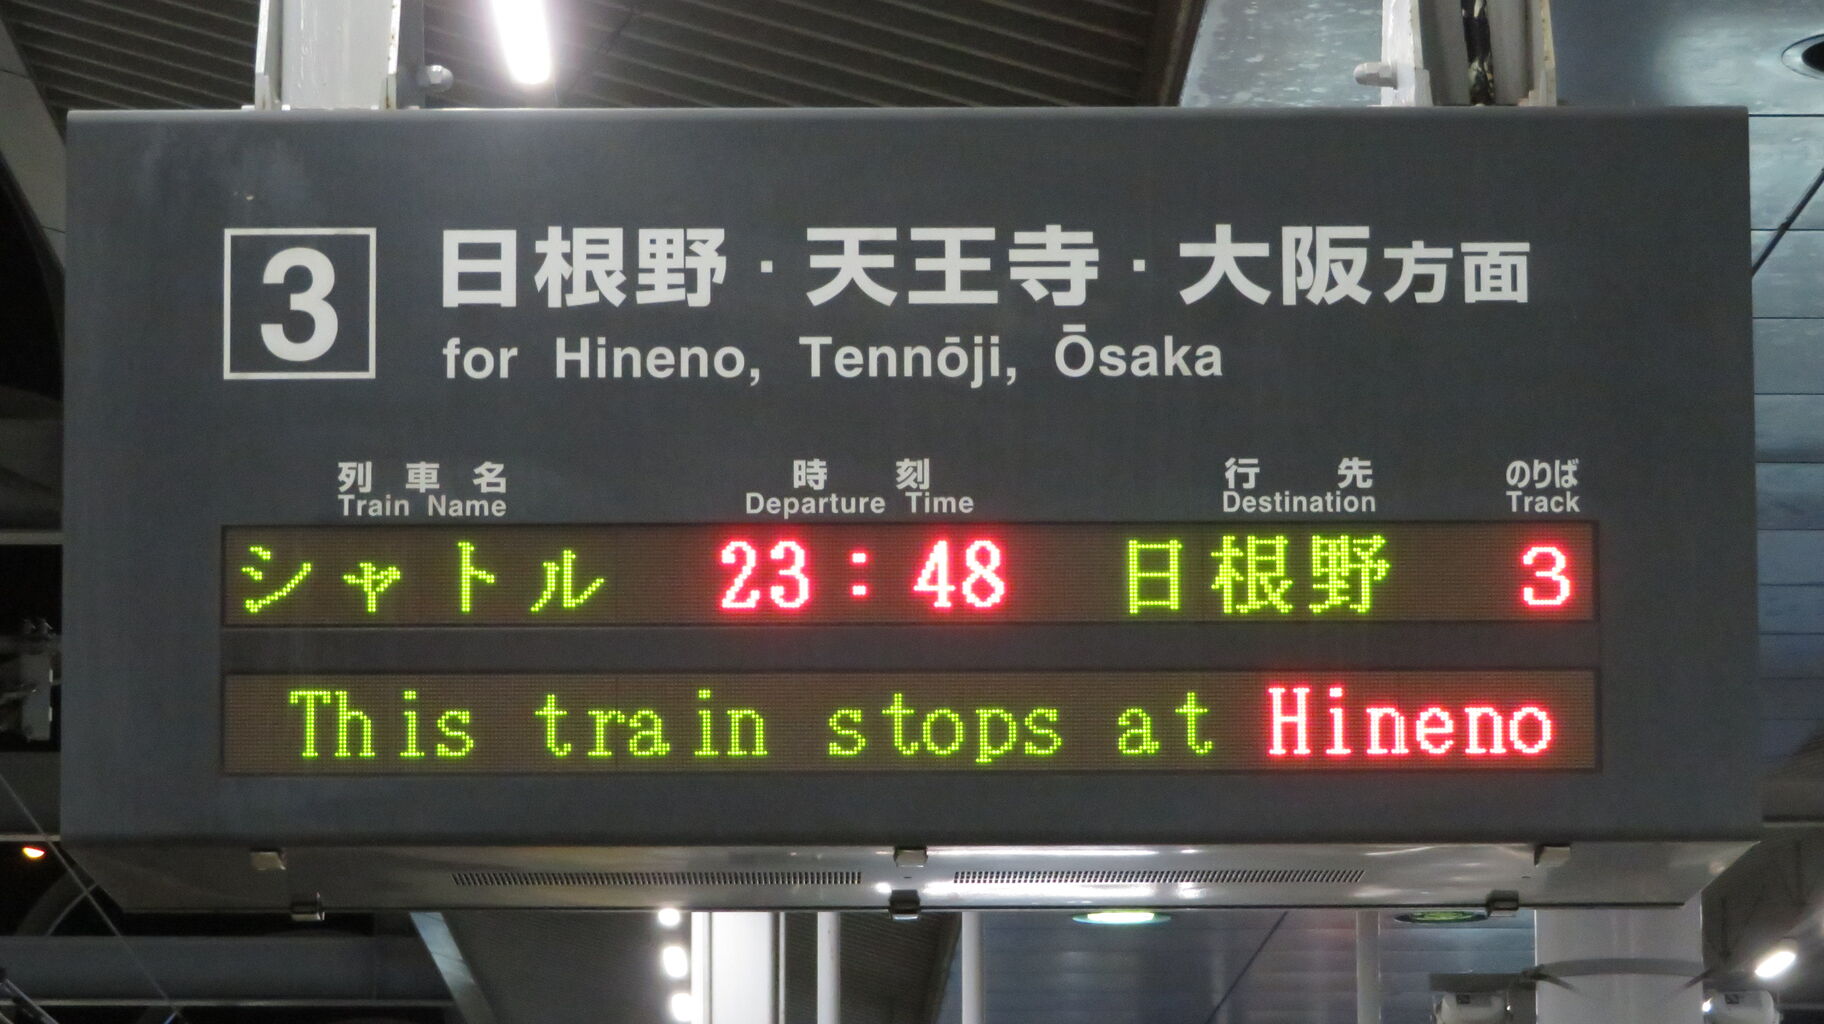 3 日根野・天王寺・大阪方面
for Hineno, Tennōji, Ōsaka
列車名 時刻 行先 のりば
Train Name Departure Time Destination Track
シャトル 23:48 日根野 3
This train stops at Hineno